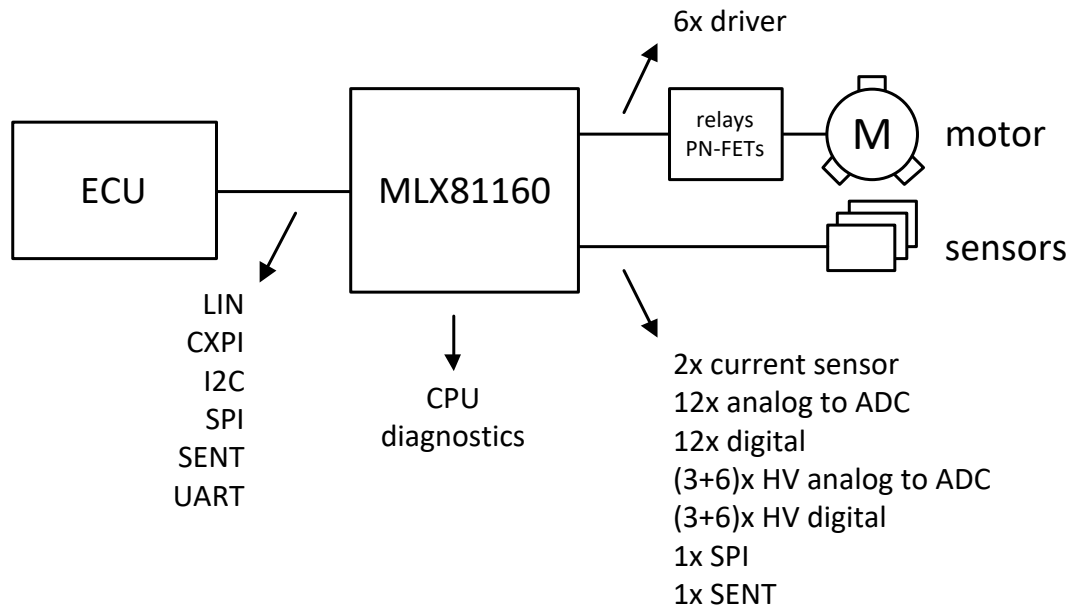 6x driver
ECU
MLX81160
relays
PN-FETs
M
motor
sensors
LIN
CXPI
I2C
SPI
SENT
UART
CPU
diagnostics
2x current sensor
12x analog to ADC
12x digital
(3+6)x HV analog to ADC
(3+6)x HV digital
1x SPI
1x SENT